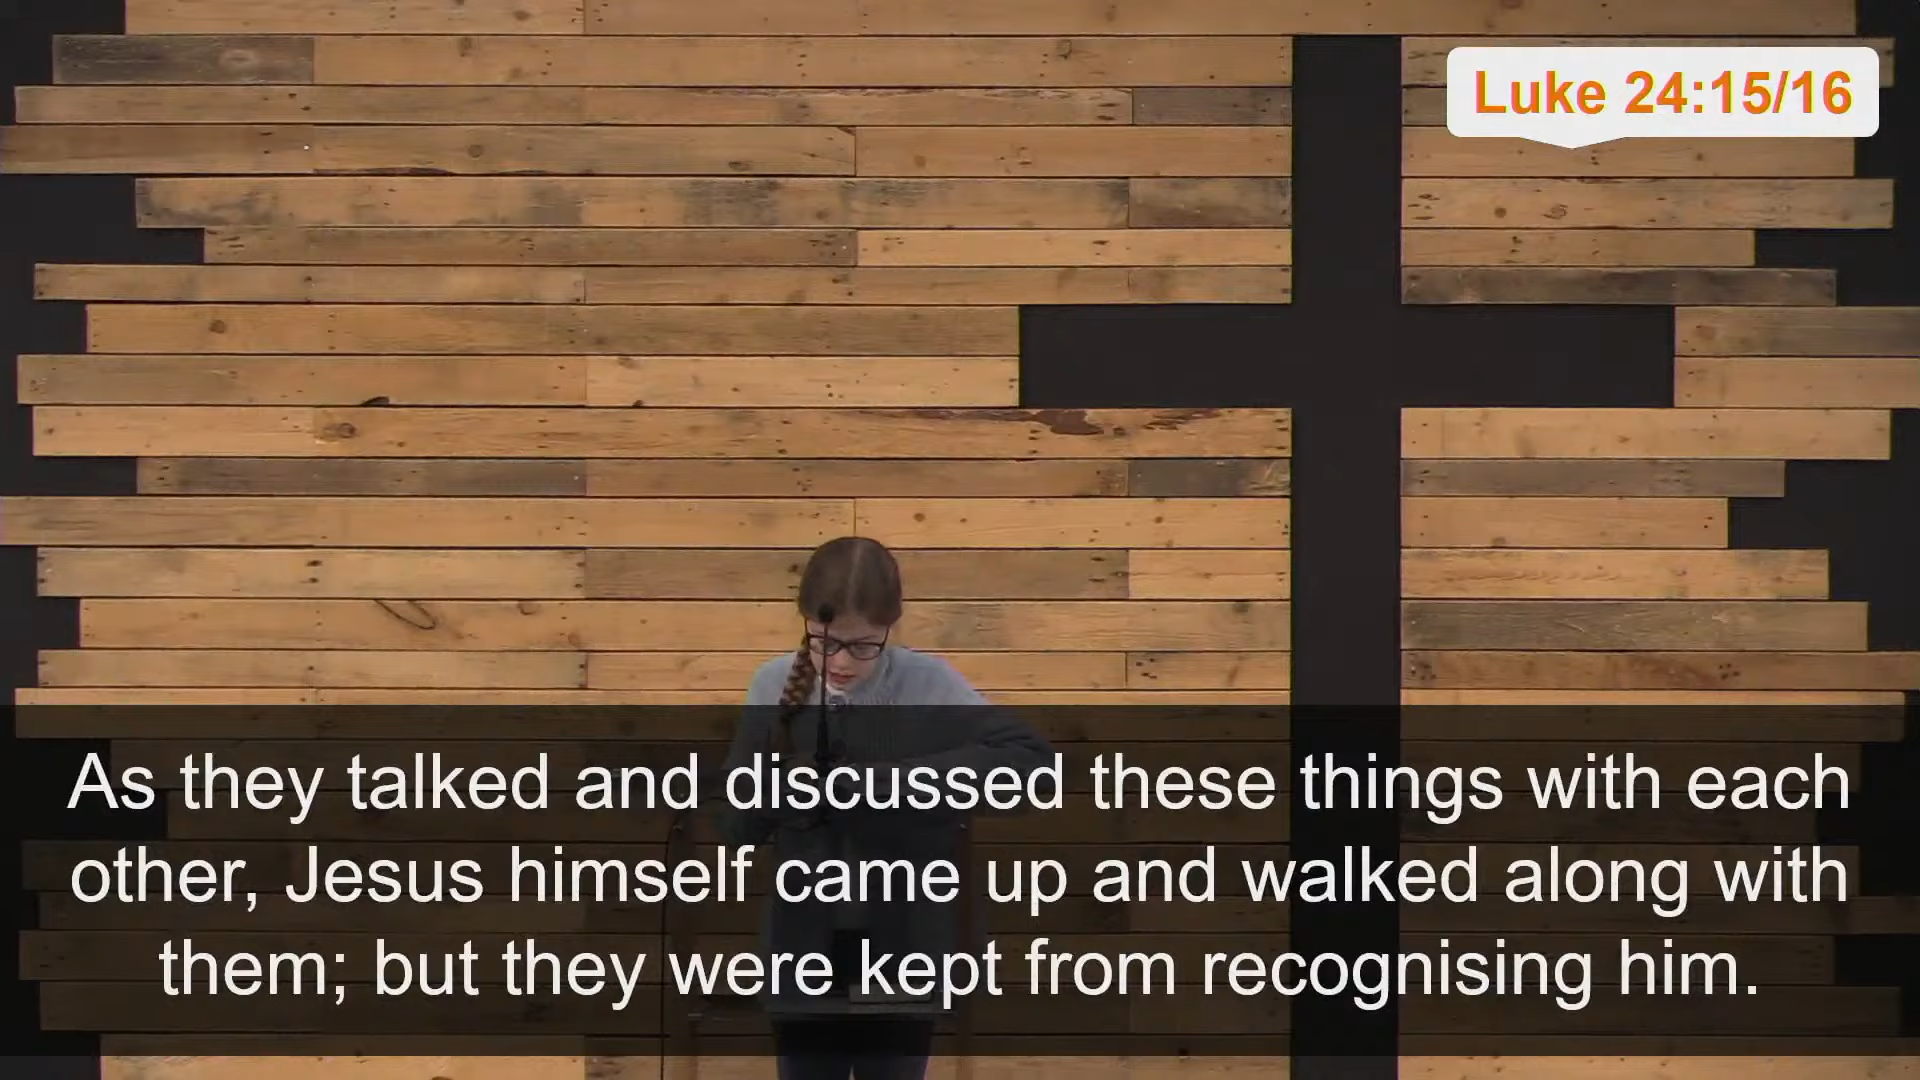 Luke 24:15/16
As they talked and discussed these things with each
other, Jesus himself came up and walked along with
them; but they were kept from recognising him.